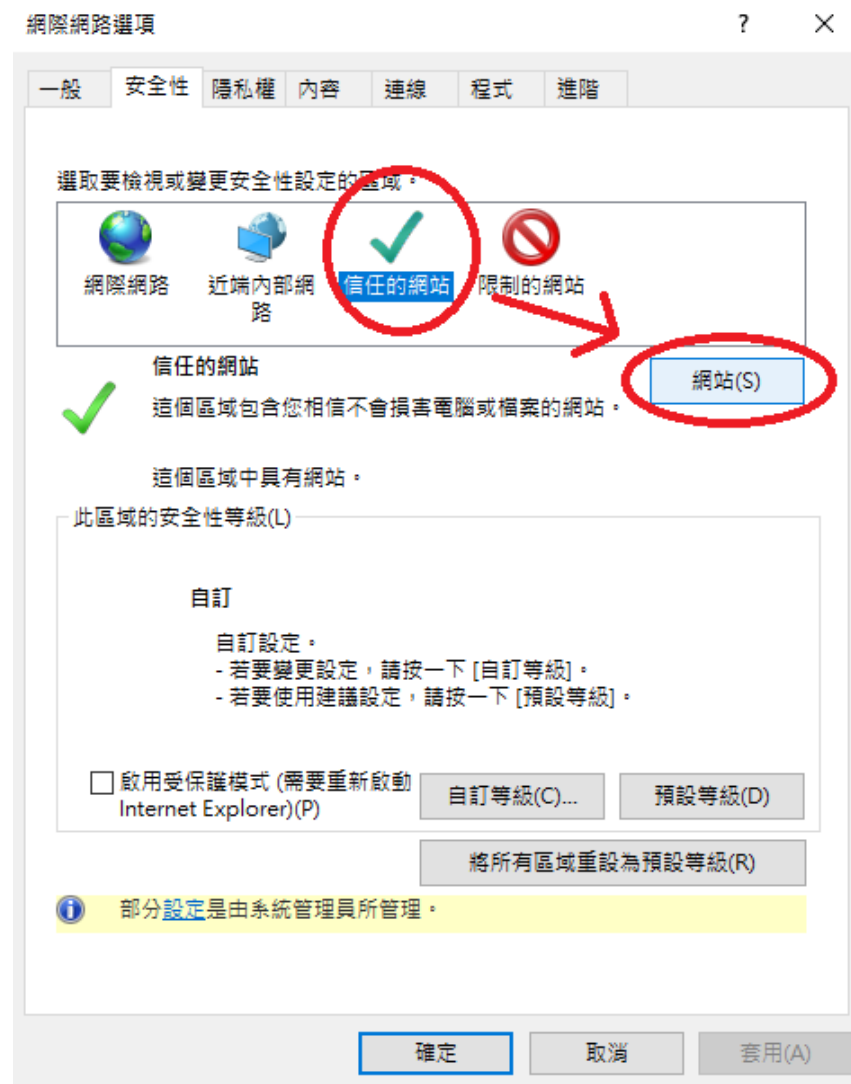 網際網路選項
?
一般 安全性 隱私權 內容 連線 程式 進階
選取要檢視或變更安全性設定的區域。
網際網路 近端內部網路 信任的網站 限制的網站
信任的網站
網站(S)
這個區域包含您相信不會損害電腦或檔案的網站。
這個區域中具有網站。
此區域的安全性等級(L)
自訂
自訂設定。
- 若要變更設定，請按一下 [自訂等級]。
- 若要使用建議設定，請按一下 [預設等級]。
啟用受保護模式 (需要重新啟動
Internet Explorer)(P)
自訂等級(C)... 預設等級(D)
將所有區域重設為預設等級(R)
部分設定是由系統管理員所管理。
確定 取消 套用(A)